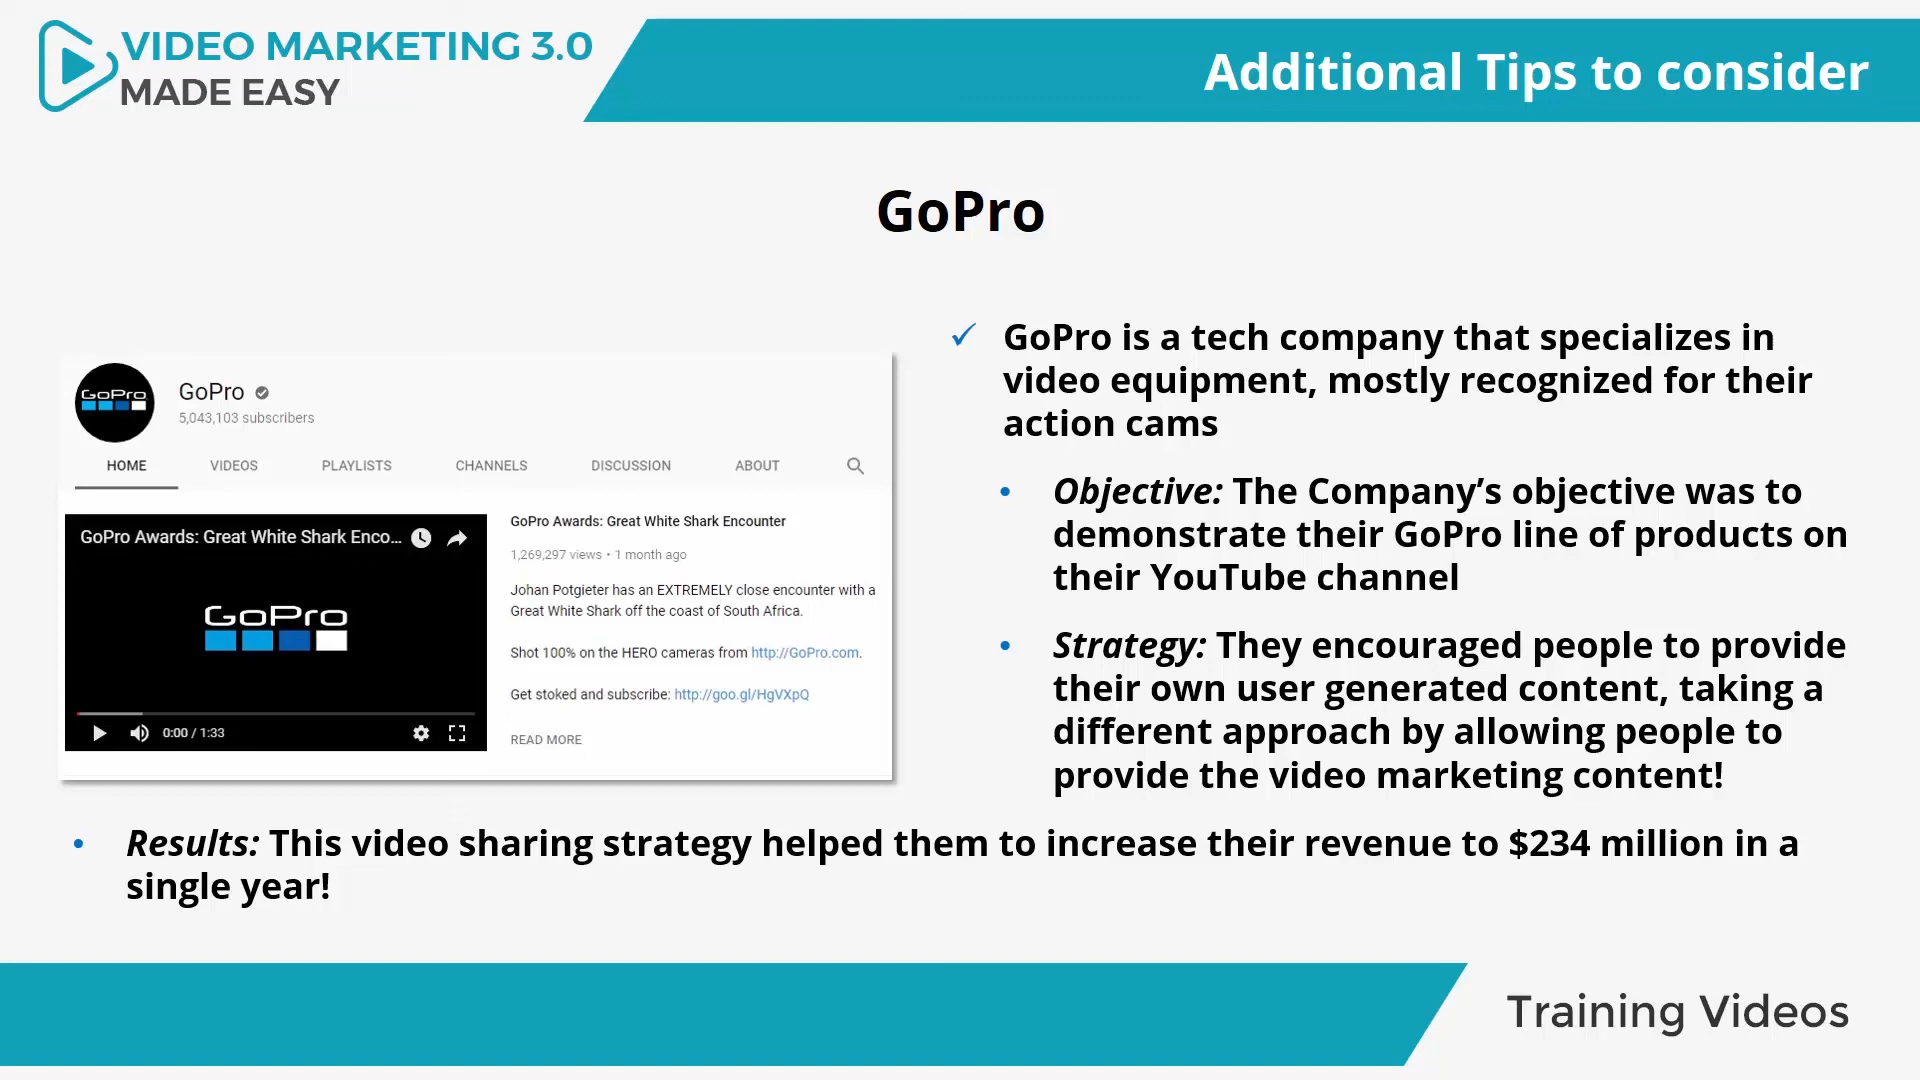 VIDEO MARKETING 3.0
MADE EASY
Additional Tips to consider
GoPro
GoPro
GoPro
5,043,103 subscribers
HOME VIDEOS PLAYLISTS CHANNELS DISCUSSION ABOUT
GoPro Awards: Great White Shark Enco...
GoPro
0:00 / 1:33
GoPro Awards: Great White Shark Encounter
1,269,297 views • 1 month ago
Johan Potgieter has an EXTREMELY close encounter with a
Great White Shark off the coast of South Africa.
Shot 100% on the HERO cameras from http://GoPro.com.
Get stoked and subscribe: http://goo.gl/HgVXpQ
READ MORE
✓ GoPro is a tech company that specializes in
video equipment, mostly recognized for their
action cams
• Objective: The Company’s objective was to
demonstrate their GoPro line of products on
their YouTube channel
• Strategy: They encouraged people to provide
their own user generated content, taking a
different approach by allowing people to
provide the video marketing content!
• Results: This video sharing strategy helped them to increase their revenue to $234 million in a
single year!
Training Videos